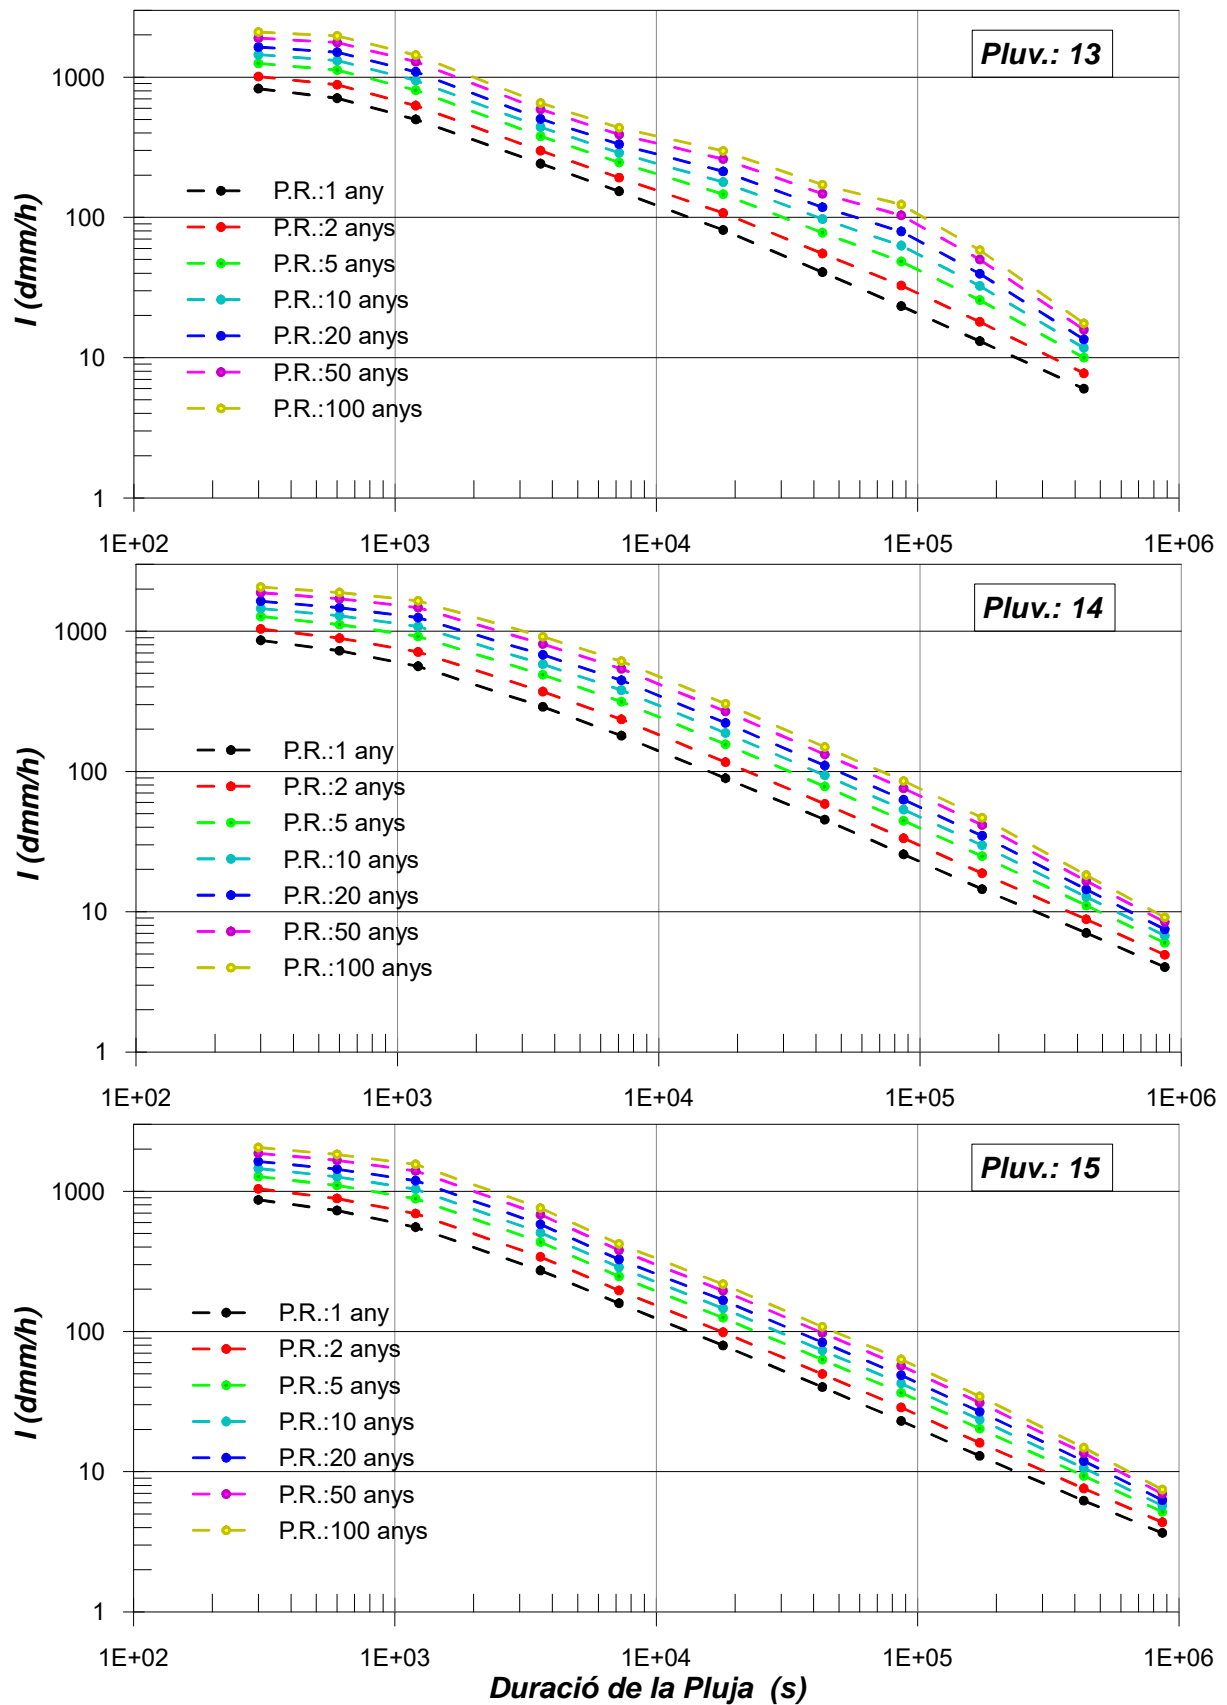 Pluv.: 13
1000
100
10
1
I (dmm/h)
P.R.:1 any
P.R.:2 anys
P.R.:5 anys
P.R.:10 anys
P.R.:20 anys
P.R.:50 anys
P.R.:100 anys
1E+02 1E+03 1E+04 1E+05 1E+06
Pluv.: 14
1000
100
10
1
I (dmm/h)
P.R.:1 any
P.R.:2 anys
P.R.:5 anys
P.R.:10 anys
P.R.:20 anys
P.R.:50 anys
P.R.:100 anys
1E+02 1E+03 1E+04 1E+05 1E+06
Pluv.: 15
1000
100
10
1
I (dmm/h)
P.R.:1 any
P.R.:2 anys
P.R.:5 anys
P.R.:10 anys
P.R.:20 anys
P.R.:50 anys
P.R.:100 anys
1E+02 1E+03 1E+04 1E+05 1E+06
Duració de la Pluja (s)